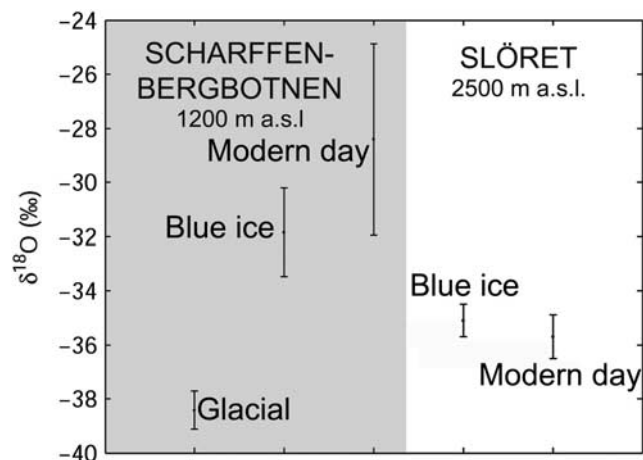 δ¹⁸O (‰)
−24
−26
−28
−30
−32
−34
−36
−38
−40
SCHARFFEN-
BERGBOTNEN
1200 m a.s.l
Modern day
Blue ice
Glacial
SLÖRET
2500 m a.s.l.
Blue ice
Modern day